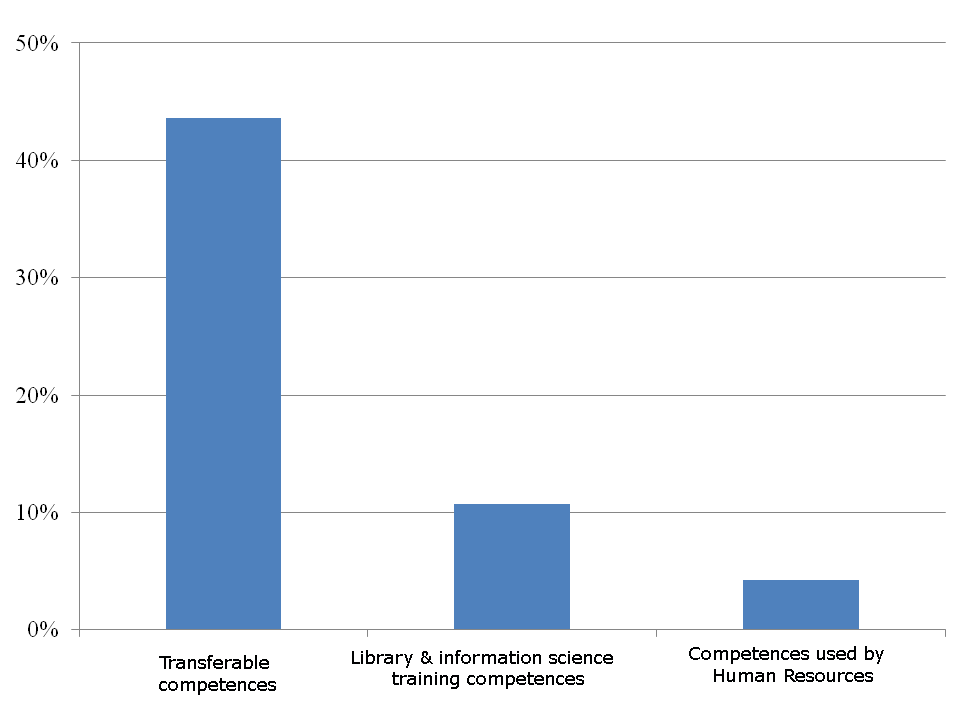 50%
40%
30%
20%
10%
0%
Transferable
competences
Library & information science
training competences
Competences used by
Human Resources